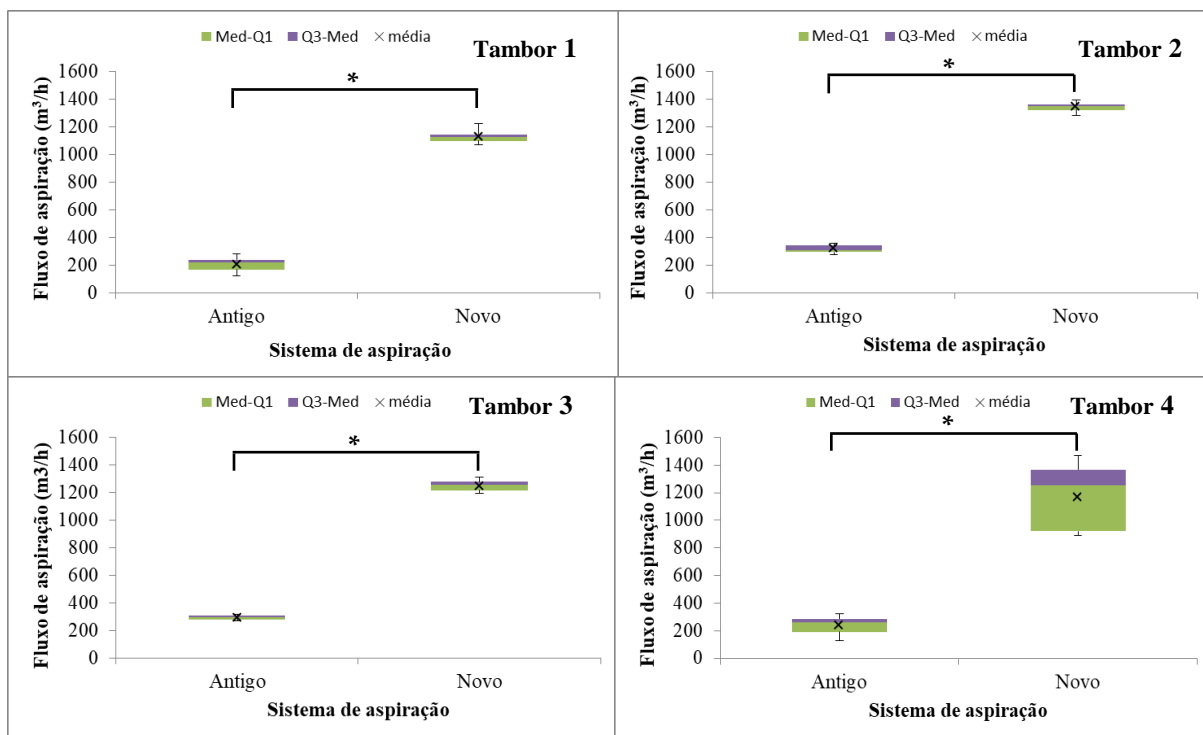 Med-Q1 Q3-Med média
Tambor 1
*
Fluxo de aspiração (m³/h)
1600
1400
1200
1000
800
600
400
200
0
Antigo Novo
Sistema de aspiração
Med-Q1 Q3-Med média
Tambor 2
*
Fluxo de aspiração (m³/h)
1600
1400
1200
1000
800
600
400
200
0
Antigo Novo
Sistema de aspiração
Med-Q1 Q3-Med média
Tambor 3
*
Fluxo de aspiração (m3/h)
1600
1400
1200
1000
800
600
400
200
0
Antigo Novo
Sistema de aspiração
Med-Q1 Q3-Med média
Tambor 4
*
Fluxo de aspiração (m³/h)
1600
1400
1200
1000
800
600
400
200
0
Antigo Novo
Sistema de aspiração